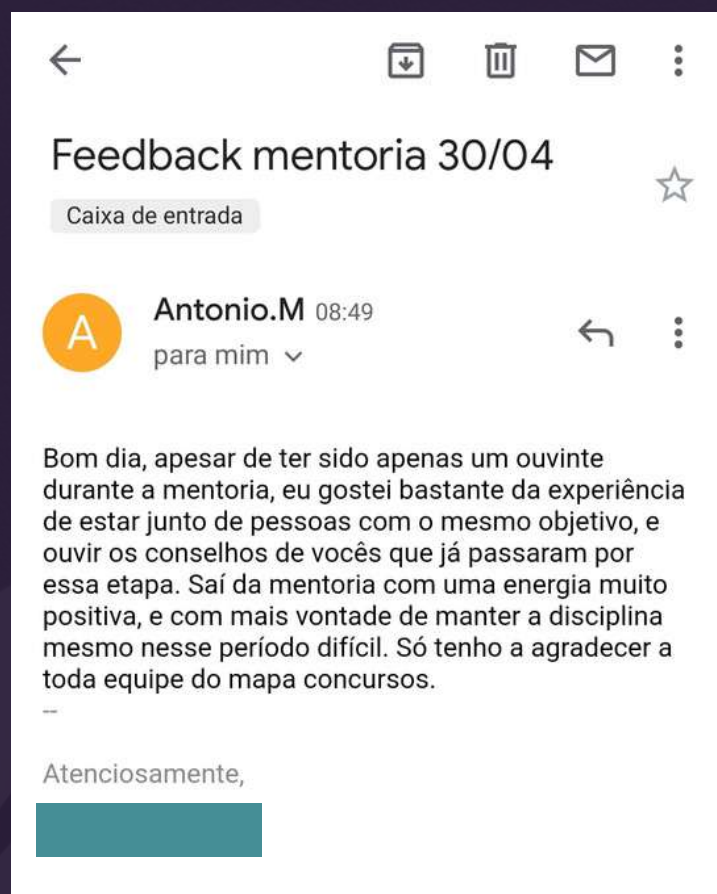 Feedback mentoria 30/04
Caixa de entrada
A
Antonio.M 08:49
para mim
Bom dia, apesar de ter sido apenas um ouvinte
durante a mentoria, eu gostei bastante da experiência
de estar junto de pessoas com o mesmo objetivo, e
ouvir os conselhos de vocês que já passaram por
essa etapa. Saí da mentoria com uma energia muito
positiva, e com mais vontade de manter a disciplina
mesmo nesse período difícil. Só tenho a agradecer a
toda equipe do mapa concursos.
--
Atenciosamente,